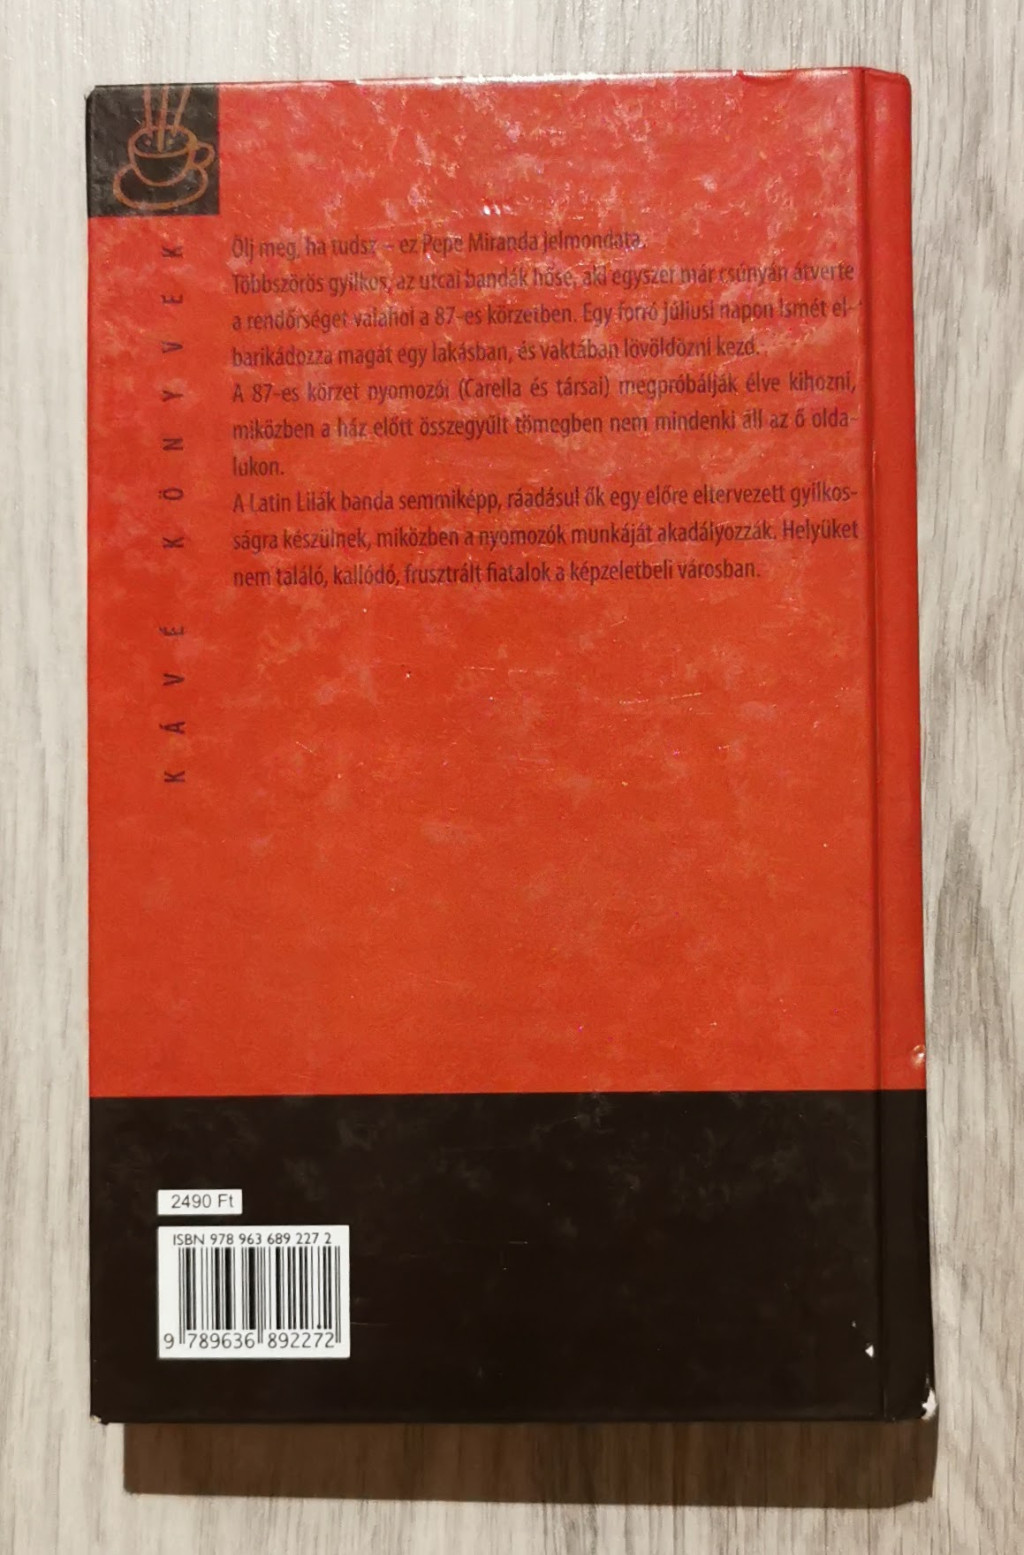 Ölj meg, ha tudsz – ez Pepe Miranda jelmondata.
Többszörös gyilkos, az utcai bandák hőse, aki egyszer már csúnyán átverte
a rendőrséget valahol a 87-es körzetben. Egy forró júliusi napon ismét el-
barikádozza magát egy lakásban, és vaktában lövöldözni kezd.
A 87-es körzet nyomozói (Carella és társai) megpróbálják élve kihozni,
miközben a ház előtt összegyűlt tömegben nem mindenki áll az ő olda-
lukon.
A Latin Lilák banda semmiképp, ráadásul ők egy előre eltervezett gyilkos-
ságra készülnek, miközben a nyomozók munkáját akadályozzák. Helyüket
nem találó, kallódó, frusztrált fiatalok a képzeletbeli városban.
KÁVÉ KÖNYVEK
2490 Ft
ISBN 978 963 689 227 2
9 789636 892272